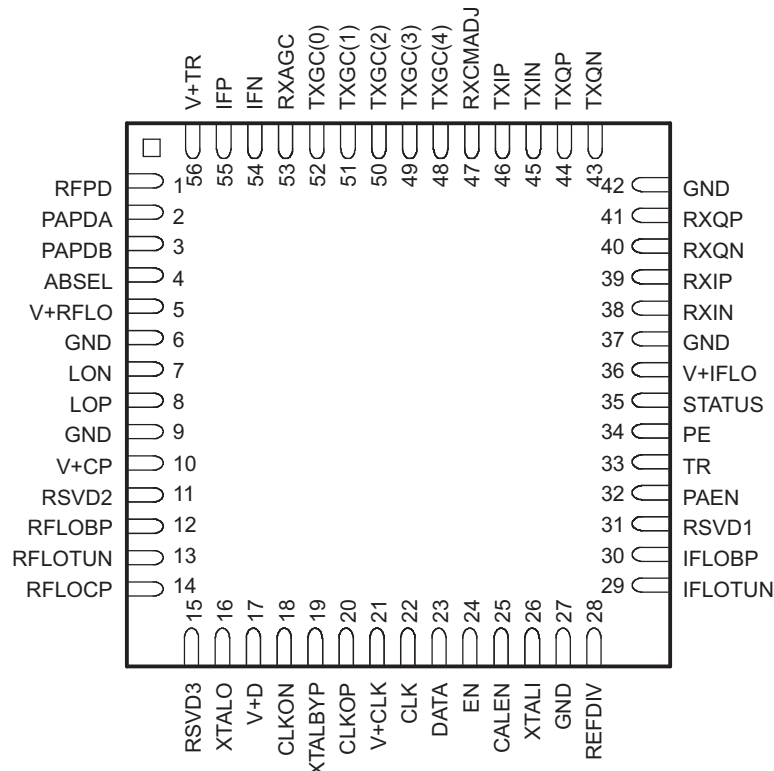 V+TR
IFP
IFN
RXAGC
TXGC(0)
TXGC(1)
TXGC(2)
TXGC(3)
TXGC(4)
RXCMADJ
TXIP
TXIN
TXQP
TXQN
56
55
54
53
52
51
50
49
48
47
46
45
44
43
RFPD 1
PAPDA 2
PAPDB 3
ABSEL 4
V+RFLO 5
GND 6
LON 7
LOP 8
GND 9
V+CP 10
RSVD2 11
RFLOBP 12
RFLOTUN 13
RFLOCP 14
42 GND
41 RXQP
40 RXQN
39 RXIP
38 RXIN
37 GND
36 V+IFLO
35 STATUS
34 PE
33 TR
32 PAEN
31 RSVD1
30 IFLOBP
29 IFLOTUN
15
16
17
18
19
20
21
22
23
24
25
26
27
28
RSVD3
XTALO
V+D
CLKON
XTALBYP
CLKOP
V+CLK
CLK
DATA
EN
CALEN
XTALI
GND
REFDIV